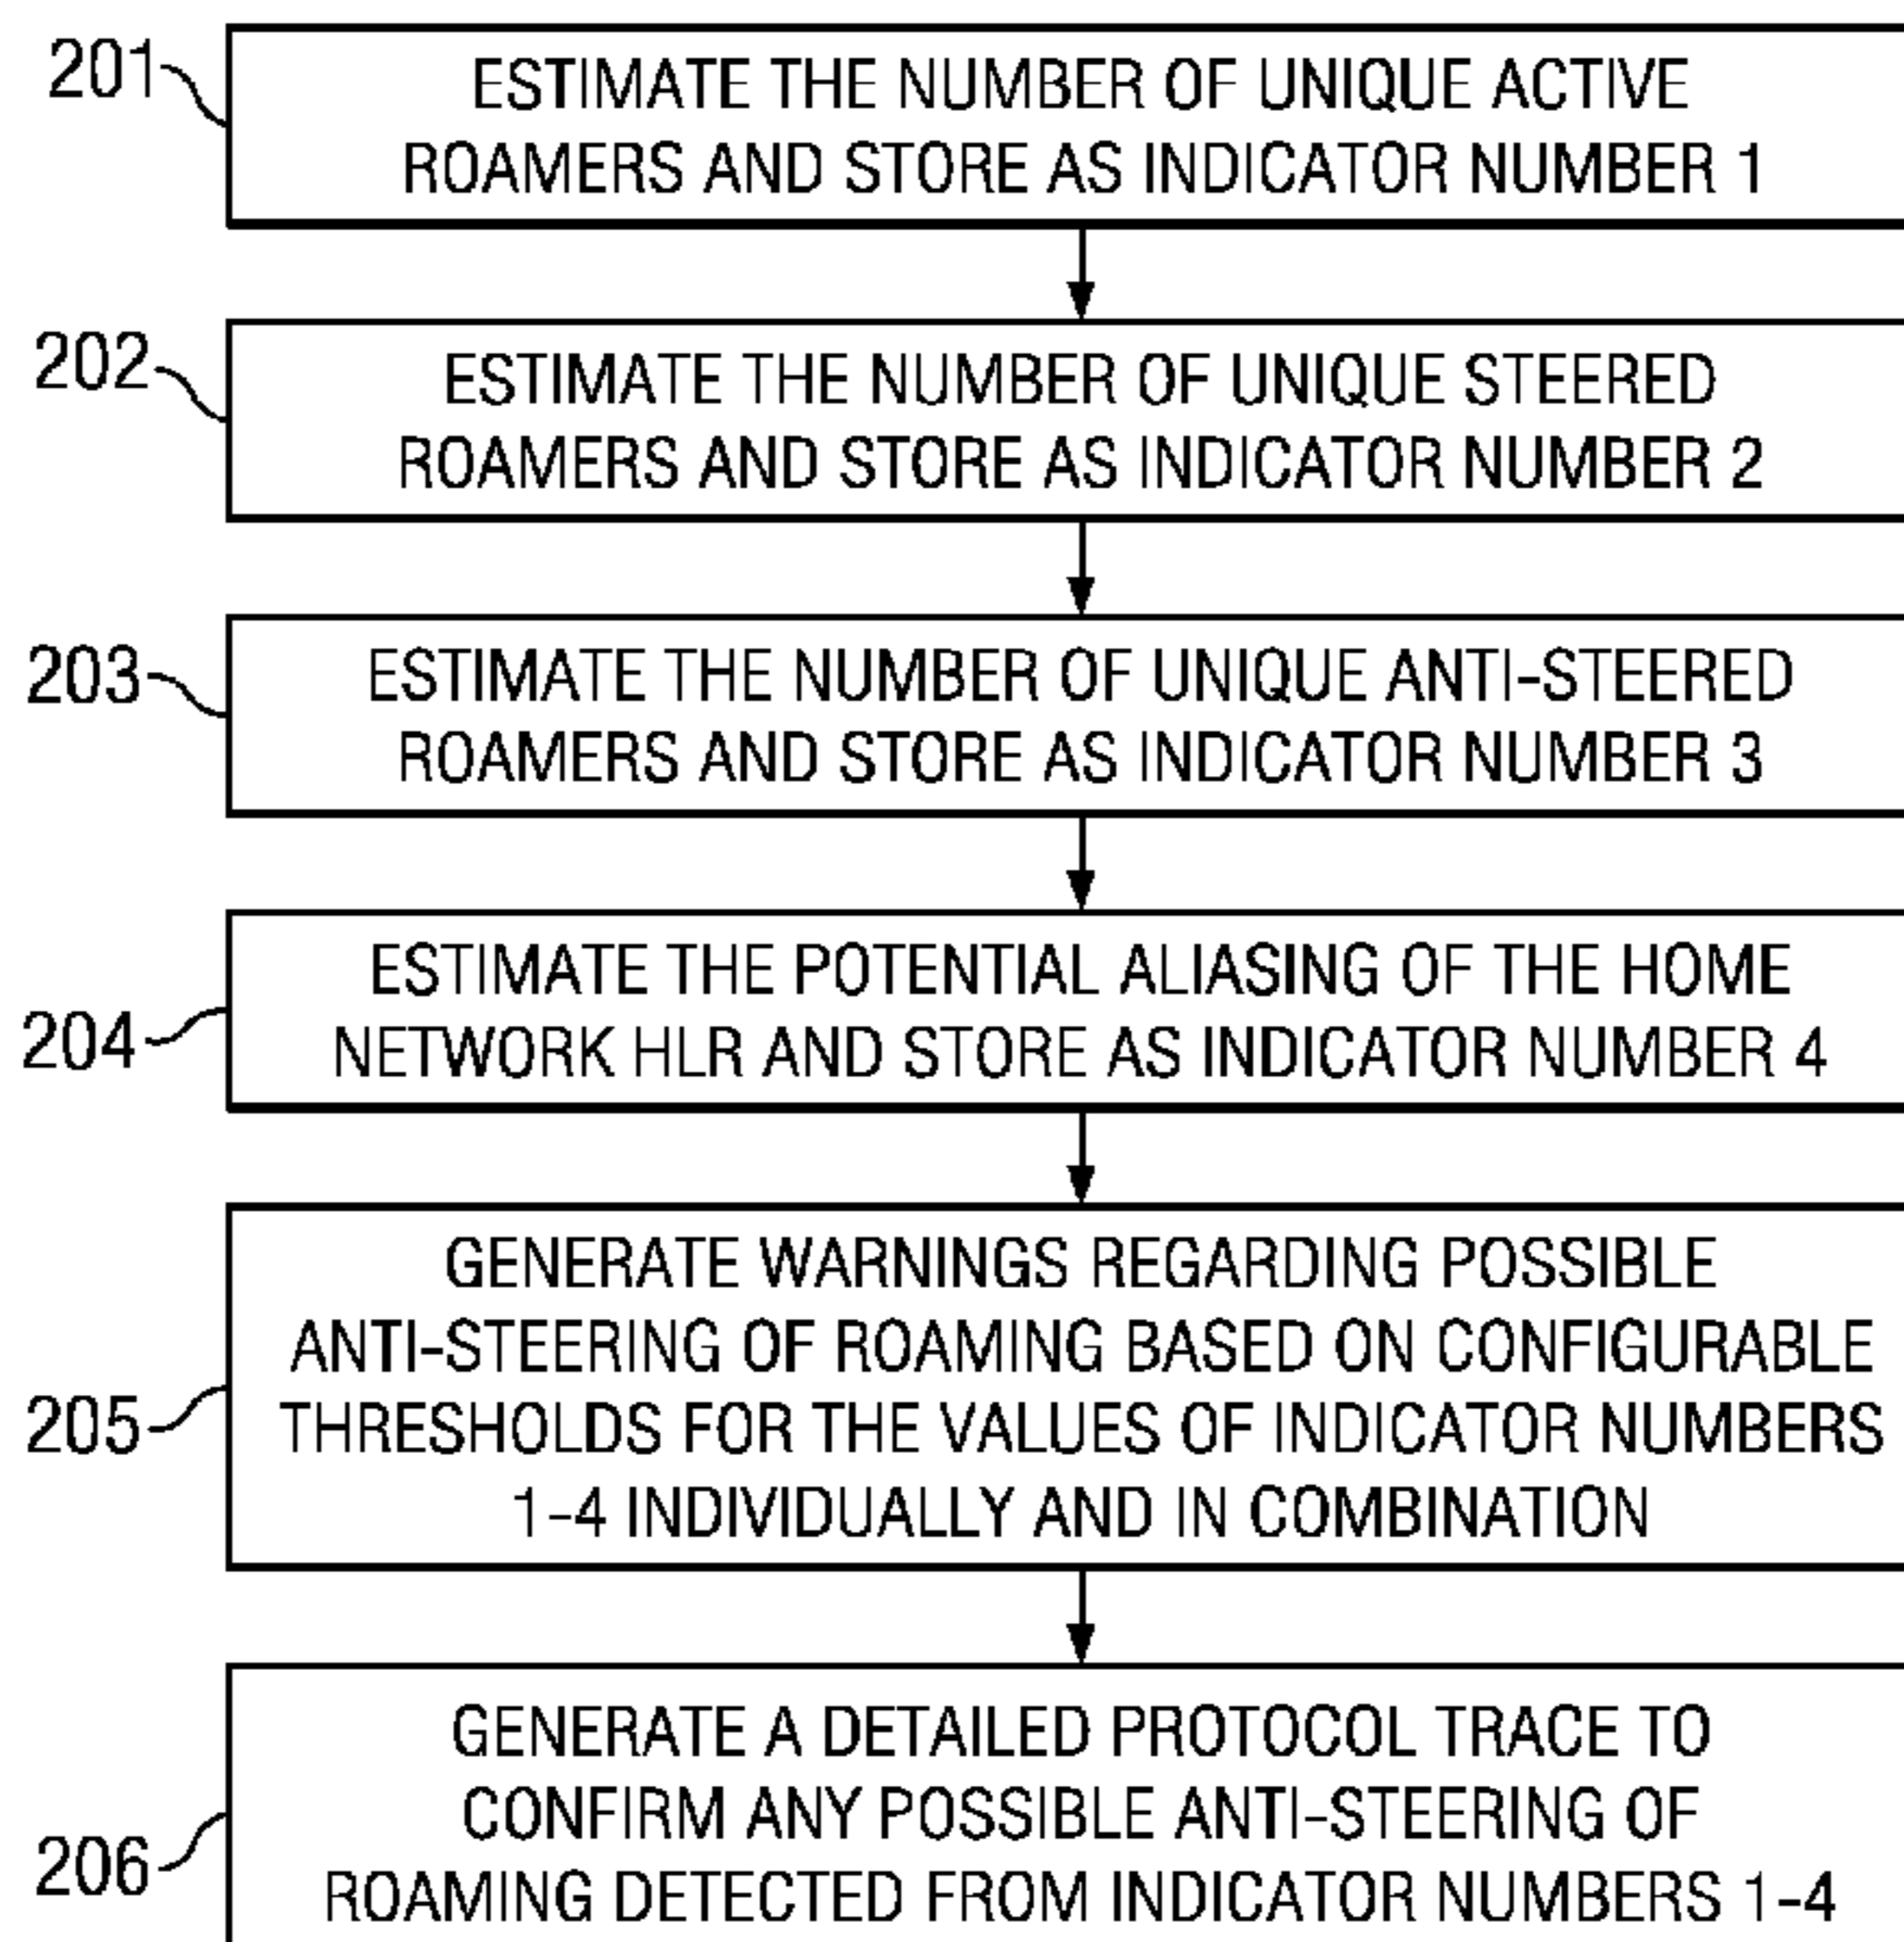 201
ESTIMATE THE NUMBER OF UNIQUE ACTIVE
ROAMERS AND STORE AS INDICATOR NUMBER 1
202
ESTIMATE THE NUMBER OF UNIQUE STEERED
ROAMERS AND STORE AS INDICATOR NUMBER 2
203
ESTIMATE THE NUMBER OF UNIQUE ANTI-STEERED
ROAMERS AND STORE AS INDICATOR NUMBER 3
204
ESTIMATE THE POTENTIAL ALIASING OF THE HOME
NETWORK HLR AND STORE AS INDICATOR NUMBER 4
205
GENERATE WARNINGS REGARDING POSSIBLE
ANTI-STEERING OF ROAMING BASED ON CONFIGURABLE
THRESHOLDS FOR THE VALUES OF INDICATOR NUMBERS
1-4 INDIVIDUALLY AND IN COMBINATION
206
GENERATE A DETAILED PROTOCOL TRACE TO
CONFIRM ANY POSSIBLE ANTI-STEERING OF
ROAMING DETECTED FROM INDICATOR NUMBERS 1-4